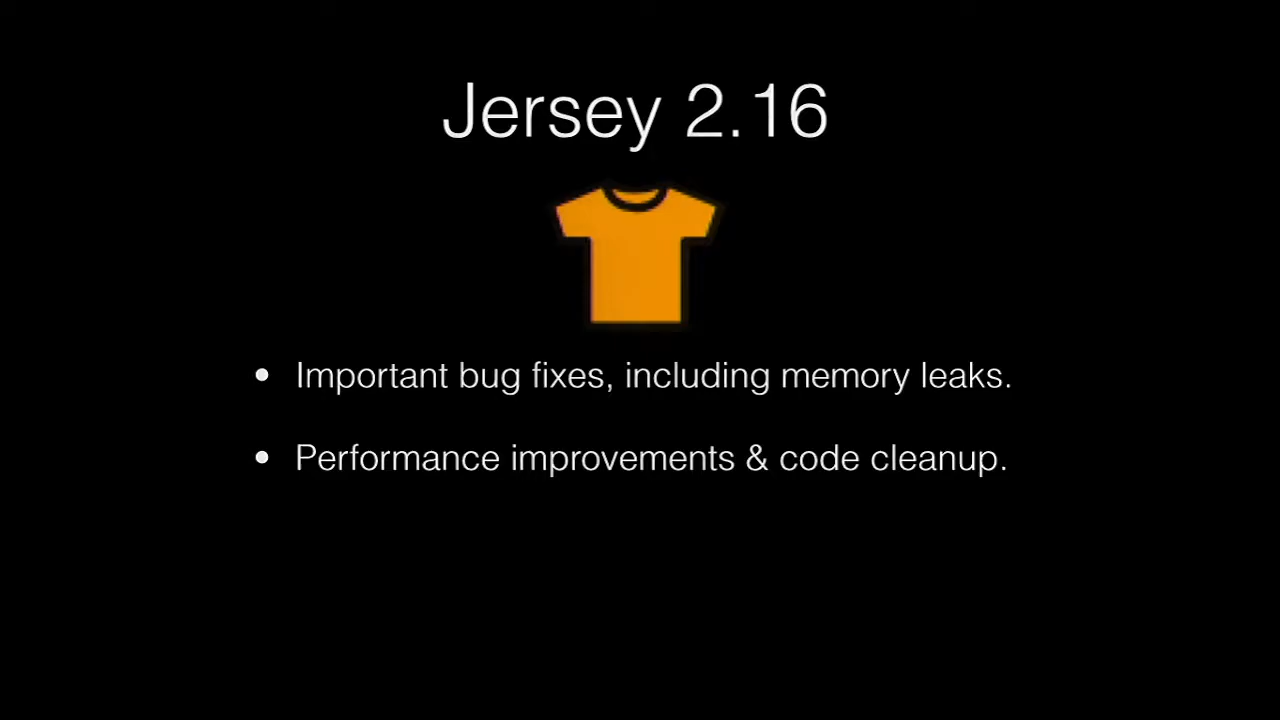 Jersey 2.16
• Important bug fixes, including memory leaks.
• Performance improvements & code cleanup.